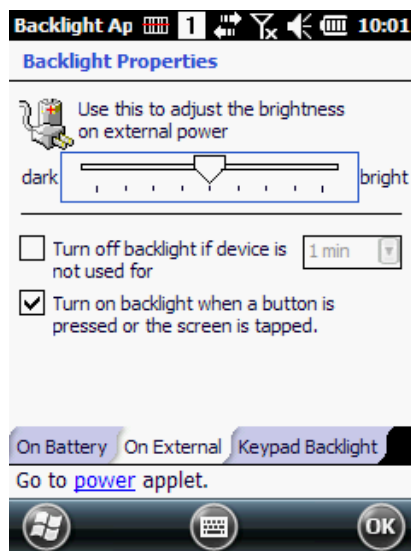 Backlight Ap 1 10:01
Backlight Properties
Use this to adjust the brightness
on external power
dark bright
Turn off backlight if device is 1 min
not used for
Turn on backlight when a button is
pressed or the screen is tapped.
On Battery On External Keypad Backlight
Go to power applet.
OK